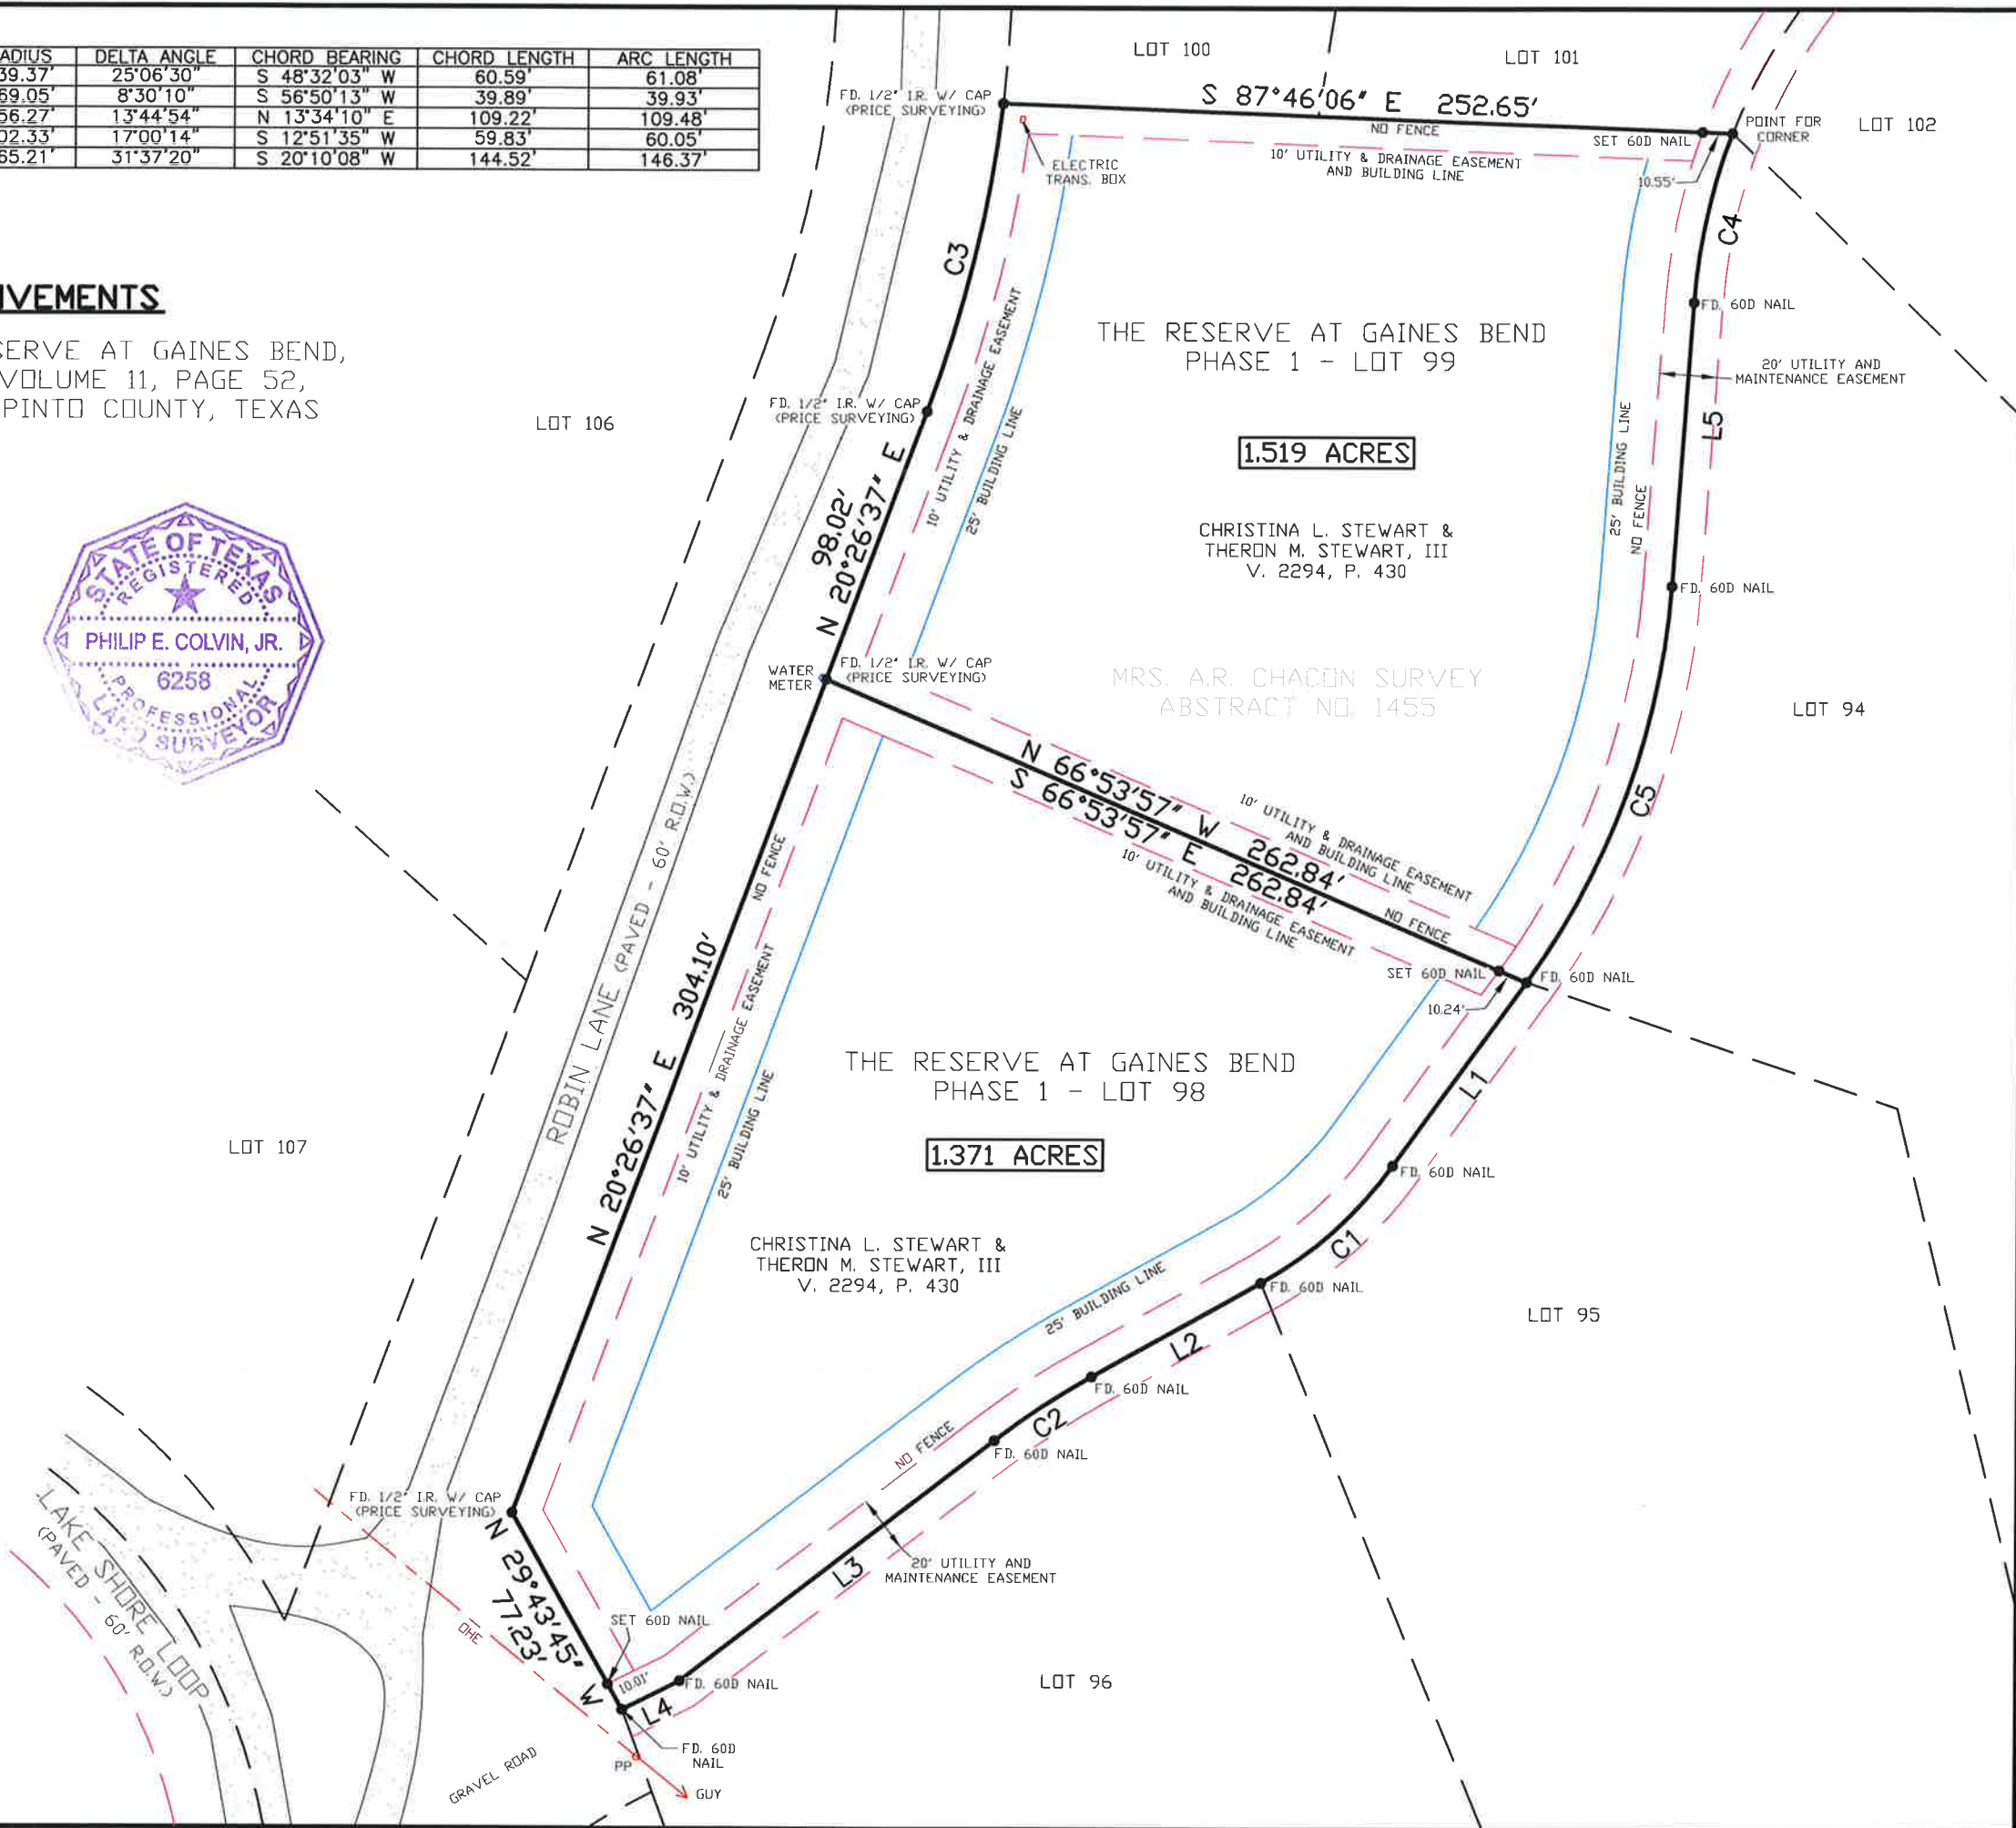 ADIUS DELTA ANGLE CHORD BEARING CHORD LENGTH ARC LENGTH
39.37' 25°06'30" S 48°32'03" W 60.59' 61.08'
69.05' 8°30'10" S 56°50'13" W 39.89' 39.93'
56.27' 13°44'54" N 13°34'10" E 109.22' 109.48'
02.33' 17°00'14" S 12°51'35" W 59.83' 60.05'
65.21' 31°37'20" S 20°10'08" W 144.52' 146.37'
LOT 100
LOT 101
LOT 102
FD. 1/2" I.R. W/ CAP
(PRICE SURVEYING)
S 87°46'06" E 252.65'
NO FENCE
SET 60D NAIL
POINT FOR
CORNER
10.55'
ELECTRIC
TRANS. BOX
10' UTILITY & DRAINAGE EASEMENT
AND BUILDING LINE
C3
C4
IVEMENTS
SERVE AT GAINES BEND,
VOLUME 11, PAGE 52,
PINTO COUNTY, TEXAS
LOT 106
THE RESERVE AT GAINES BEND
PHASE 1 - LOT 99
1.519 ACRES
CHRISTINA L. STEWART &
THERON M. STEWART, III
V. 2294, P. 430
MRS. A.R. CHACON SURVEY
ABSTRACT NO. 1455
FD. 60D NAIL
20' UTILITY AND
MAINTENANCE EASEMENT
L5
25' BUILDING LINE
NO FENCE
FD. 60D NAIL
10' UTILITY & DRAINAGE EASEMENT
25' BUILDING LINE
FD. 1/2" I.R. W/ CAP
(PRICE SURVEYING)
98.02'
N 20°26'37" E
STATE OF TEXAS
REGISTERED
PHILIP E. COLVIN, JR.
6258
PROFESSIONAL
LAND SURVEYOR
WATER
METER
FD. 1/2" I.R. W/ CAP
(PRICE SURVEYING)
LOT 94
C5
N 66°53'57" W 262.84'
S 66°53'57" E 262.84'
10' UTILITY & DRAINAGE EASEMENT
AND BUILDING LINE
10' UTILITY & DRAINAGE EASEMENT
AND BUILDING LINE
NO FENCE
SET 60D NAIL
FD. 60D NAIL
10.24'
ROBIN LANE (PAVED - 60' R.O.W.)
N 20°26'37" E 304.10'
NO FENCE
10' UTILITY & DRAINAGE EASEMENT
25' BUILDING LINE
THE RESERVE AT GAINES BEND
PHASE 1 - LOT 98
1.371 ACRES
CHRISTINA L. STEWART &
THERON M. STEWART, III
V. 2294, P. 430
LOT 107
L1
FD. 60D NAIL
C1
FD. 60D NAIL
LOT 95
25' BUILDING LINE
L2
FD. 60D NAIL
C2
FD. 60D NAIL
NO FENCE
20' UTILITY AND
MAINTENANCE EASEMENT
L3
FD. 1/2" I.R. W/ CAP
(PRICE SURVEYING)
N 29°43'45" W
77.23'
SET 60D NAIL
10.01'
FD. 60D NAIL
L4
FD. 60D
NAIL
LOT 96
LAKE SHORE LOOP
(PAVED - 60' R.O.W.)
OHE
PP
GUY
GRAVEL ROAD